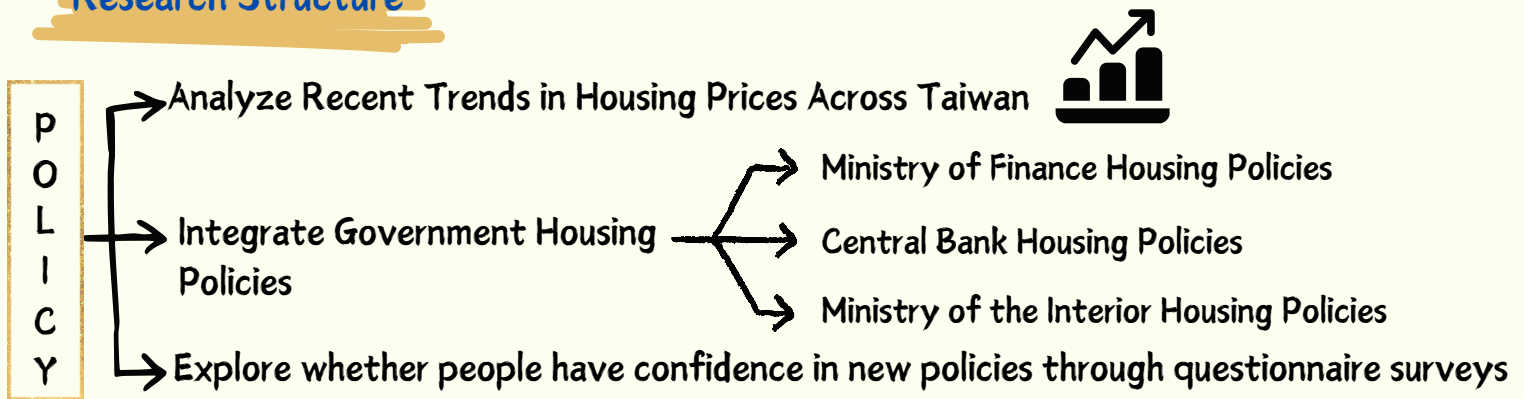 Research Structure
POLICY
Analyze Recent Trends in Housing Prices Across Taiwan
Integrate Government Housing
Policies
Ministry of Finance Housing Policies
Central Bank Housing Policies
Ministry of the Interior Housing Policies
Explore whether people have confidence in new policies through questionnaire surveys